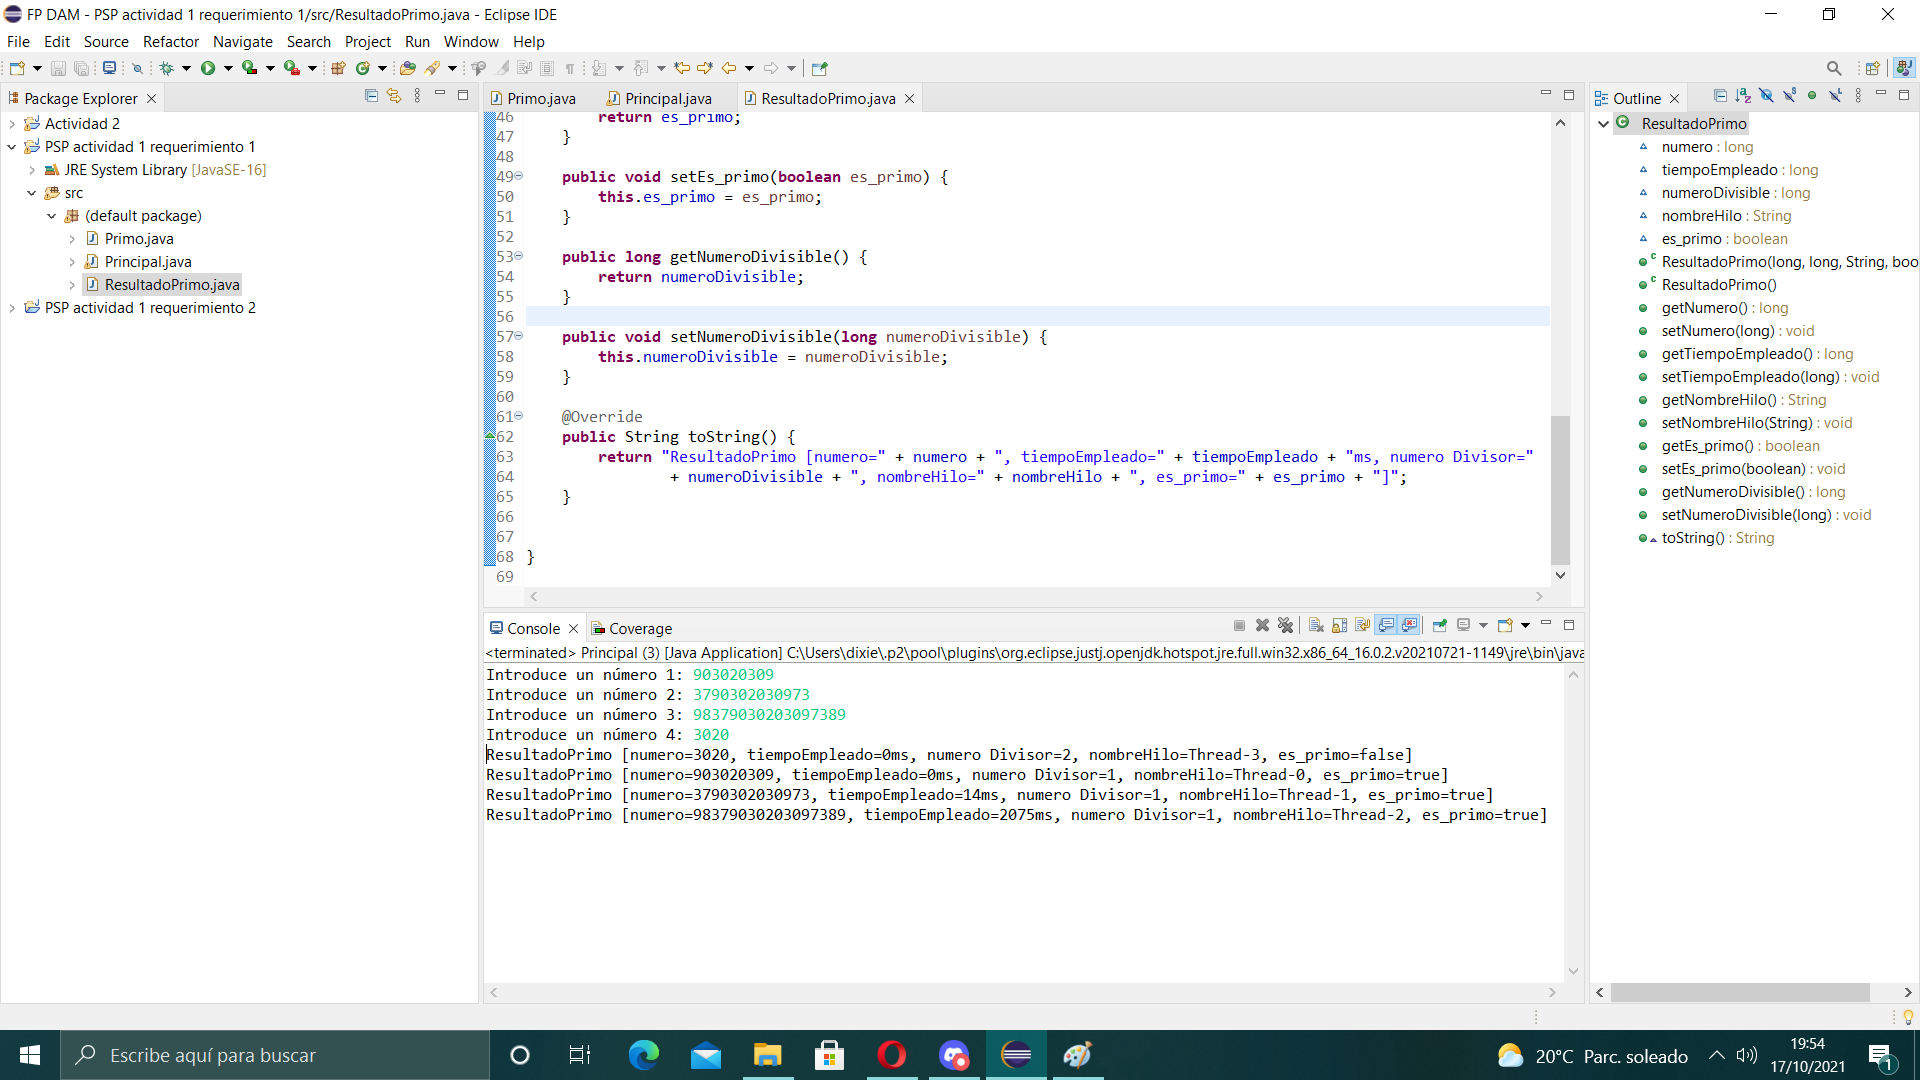 FP DAM - PSP actividad 1 requerimiento 1/src/ResultadoPrimo.java - Eclipse IDE
File Edit Source Refactor Navigate Search Project Run Window Help
Package Explorer
Actividad 2
PSP actividad 1 requerimiento 1
JRE System Library [JavaSE-16]
src
(default package)
Primo.java
Principal.java
ResultadoPrimo.java
PSP actividad 1 requerimiento 2
Primo.java Principal.java ResultadoPrimo.java
46 return es_primo;
47 }
48
49 public void setEs_primo(boolean es_primo) {
50 this.es_primo = es_primo;
51 }
52
53 public long getNumeroDivisible() {
54 return numeroDivisible;
55 }
56
57 public void setNumeroDivisible(long numeroDivisible) {
58 this.numeroDivisible = numeroDivisible;
59 }
60
61 @Override
62 public String toString() {
63 return "ResultadoPrimo [numero=" + numero + ", tiempoEmpleado=" + tiempoEmpleado + "ms, numero Divisor="
64 + numeroDivisible + ", nombreHilo=" + nombreHilo + ", es_primo=" + es_primo + "]";
65 }
66
67
68 }
69
Console Coverage
<terminated> Principal (3) [Java Application] C:\Users\dixie\.p2\pool\plugins\org.eclipse.justj.openjdk.hotspot.jre.full.win32.x86_64_16.0.2.v20210721-1149\jre\bin\java
Introduce un número 1: 903020309
Introduce un número 2: 3790302030973
Introduce un número 3: 98379030203097389
Introduce un número 4: 3020
ResultadoPrimo [numero=3020, tiempoEmpleado=0ms, numero Divisor=2, nombreHilo=Thread-3, es_primo=false]
ResultadoPrimo [numero=903020309, tiempoEmpleado=0ms, numero Divisor=1, nombreHilo=Thread-0, es_primo=true]
ResultadoPrimo [numero=3790302030973, tiempoEmpleado=14ms, numero Divisor=1, nombreHilo=Thread-1, es_primo=true]
ResultadoPrimo [numero=98379030203097389, tiempoEmpleado=2075ms, numero Divisor=1, nombreHilo=Thread-2, es_primo=true]
Outline
ResultadoPrimo
numero : long
tiempoEmpleado : long
numeroDivisible : long
nombreHilo : String
es_primo : boolean
ResultadoPrimo(long, long, String, boo
ResultadoPrimo()
getNumero() : long
setNumero(long) : void
getTiempoEmpleado() : long
setTiempoEmpleado(long) : void
getNombreHilo() : String
setNombreHilo(String) : void
getEs_primo() : boolean
setEs_primo(boolean) : void
getNumeroDivisible() : long
setNumeroDivisible(long) : void
toString() : String
Escribe aquí para buscar
20°C Parc. soleado
19:54
17/10/2021
1